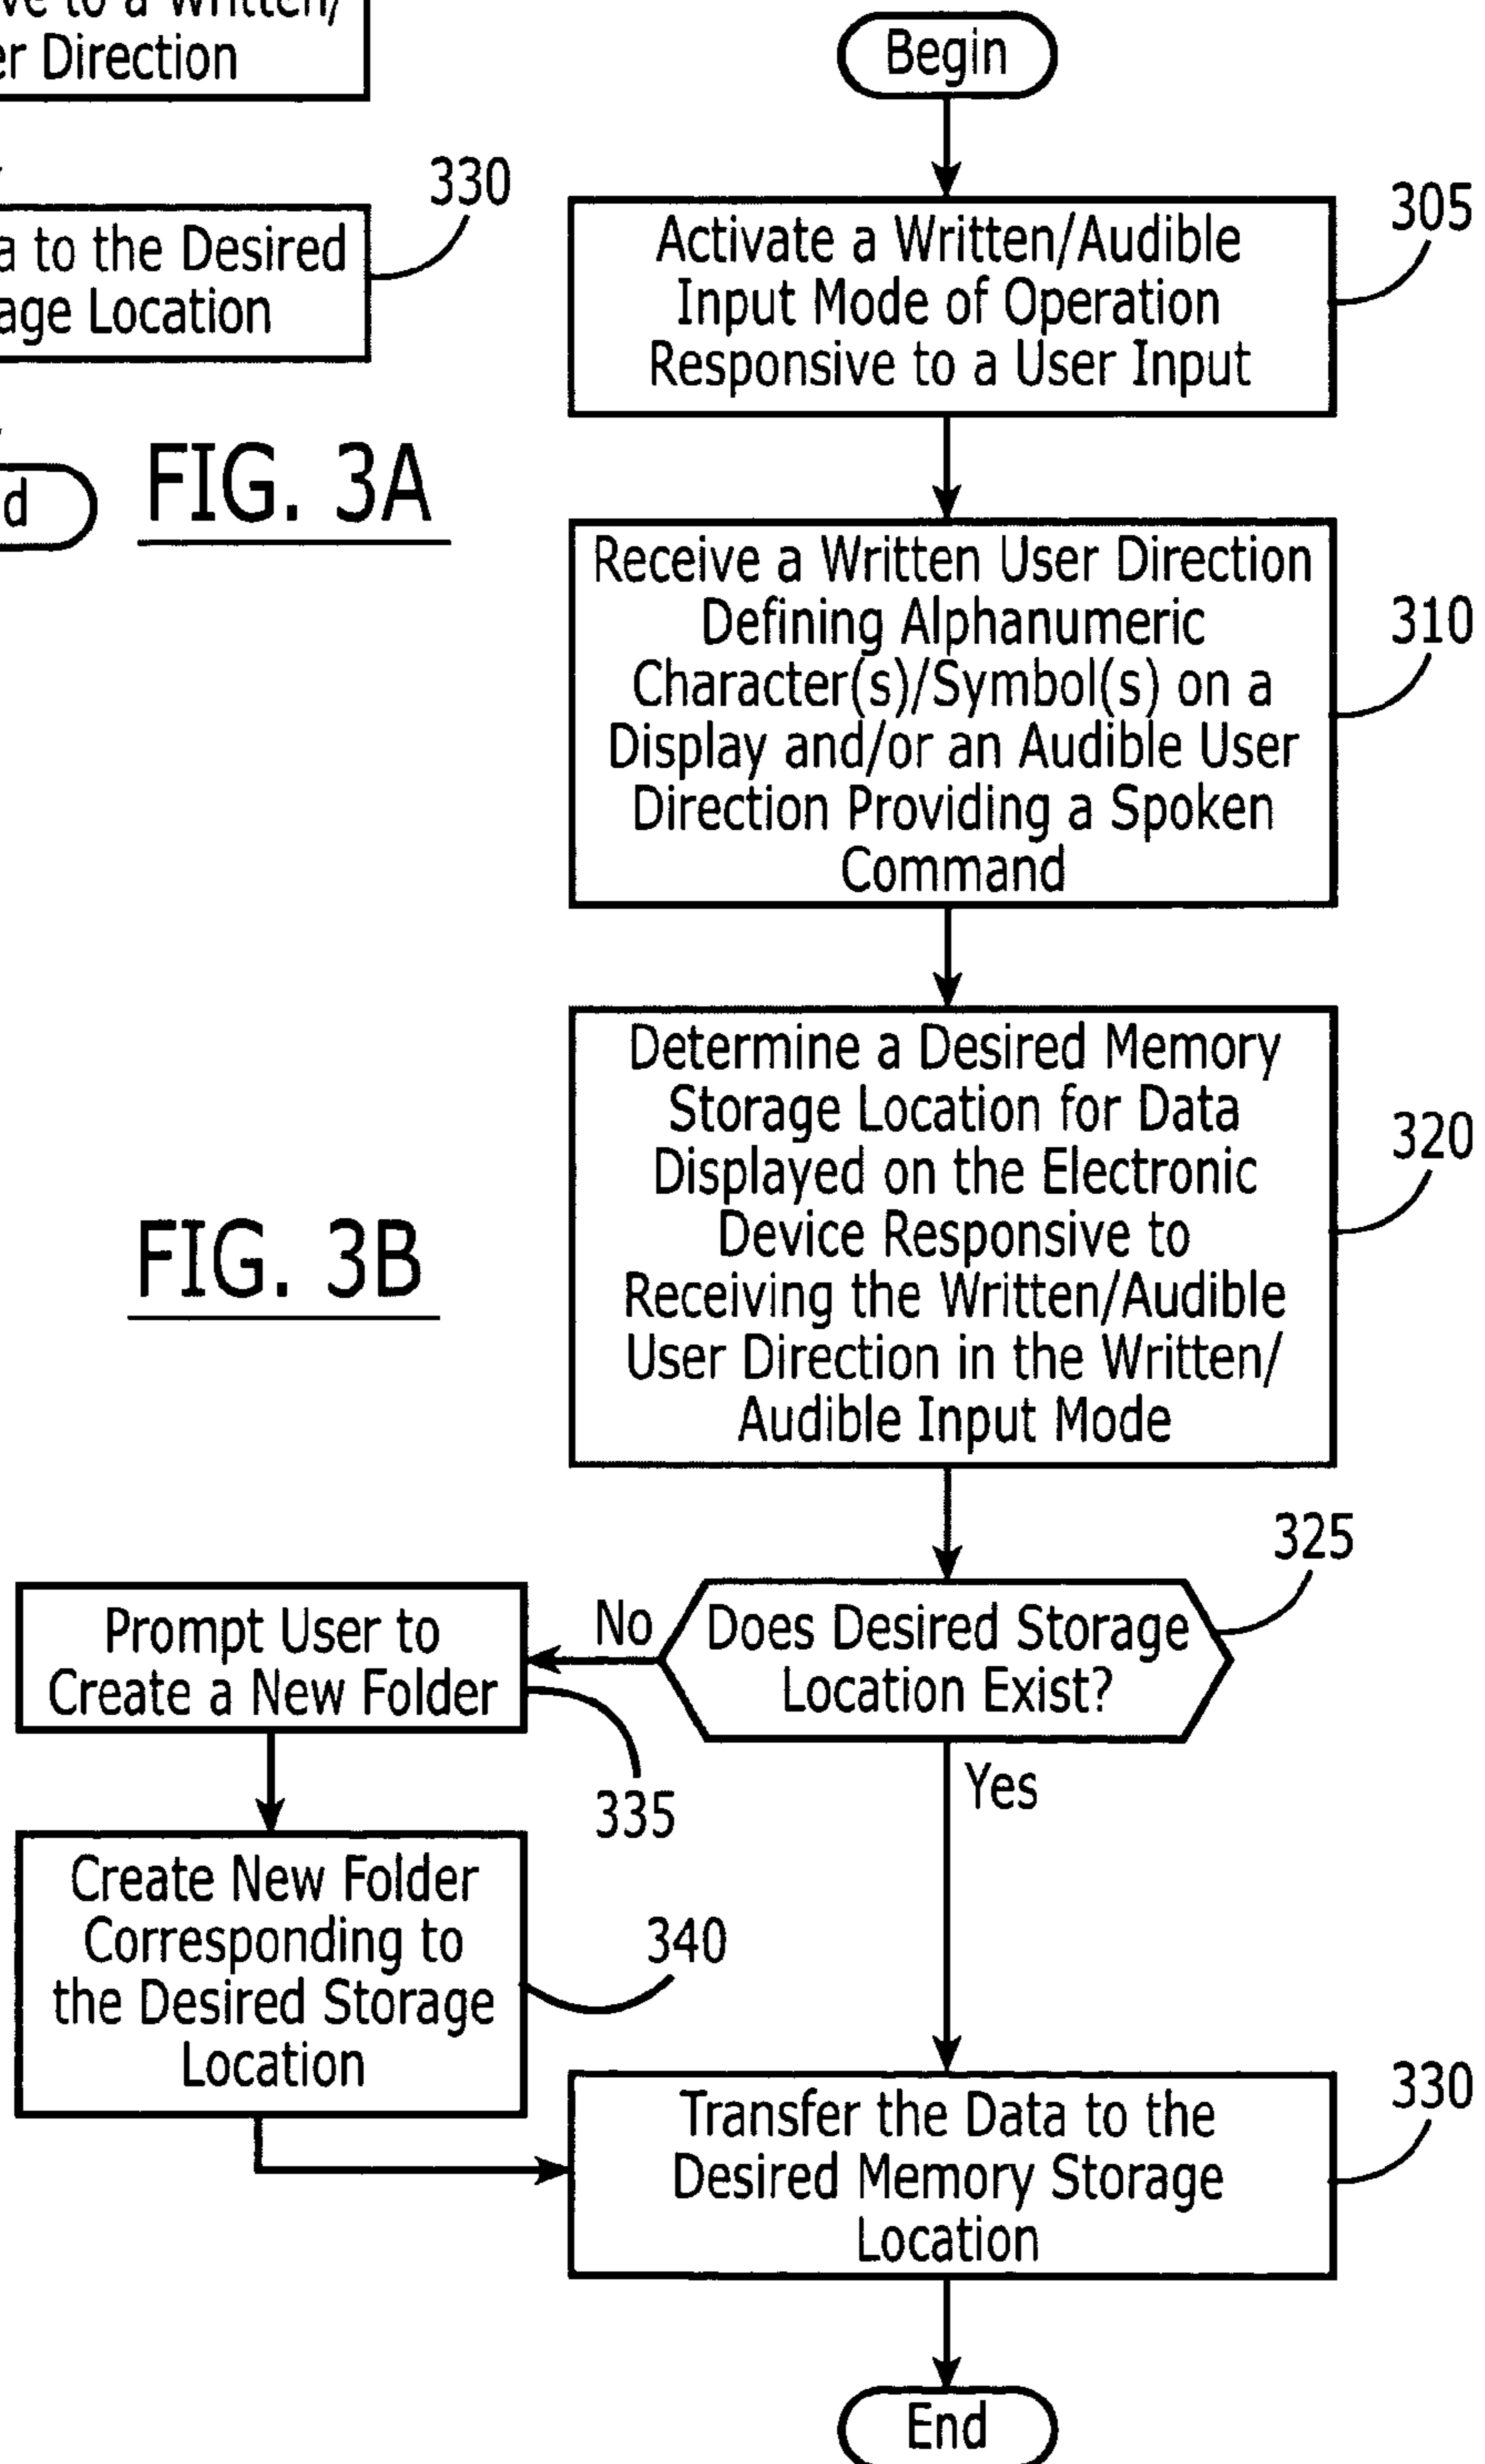 to a Written/
Direction
330
to the Desired
Location
FIG. 3A
Begin
305
Activate a Written/Audible
Input Mode of Operation
Responsive to a User Input
310
Receive a Written User Direction
Defining Alphanumeric
Character(s)/Symbol(s) on a
Display and/or an Audible User
Direction Providing a Spoken
Command
320
Determine a Desired Memory
Storage Location for Data
Displayed on the Electronic
Device Responsive to
Receiving the Written/Audible
User Direction in the Written/
Audible Input Mode
FIG. 3B
325
Does Desired Storage
Location Exist?
No
Yes
Prompt User to
Create a New Folder
335
Create New Folder
Corresponding to
the Desired Storage
Location
340
330
Transfer the Data to the
Desired Memory Storage
Location
End